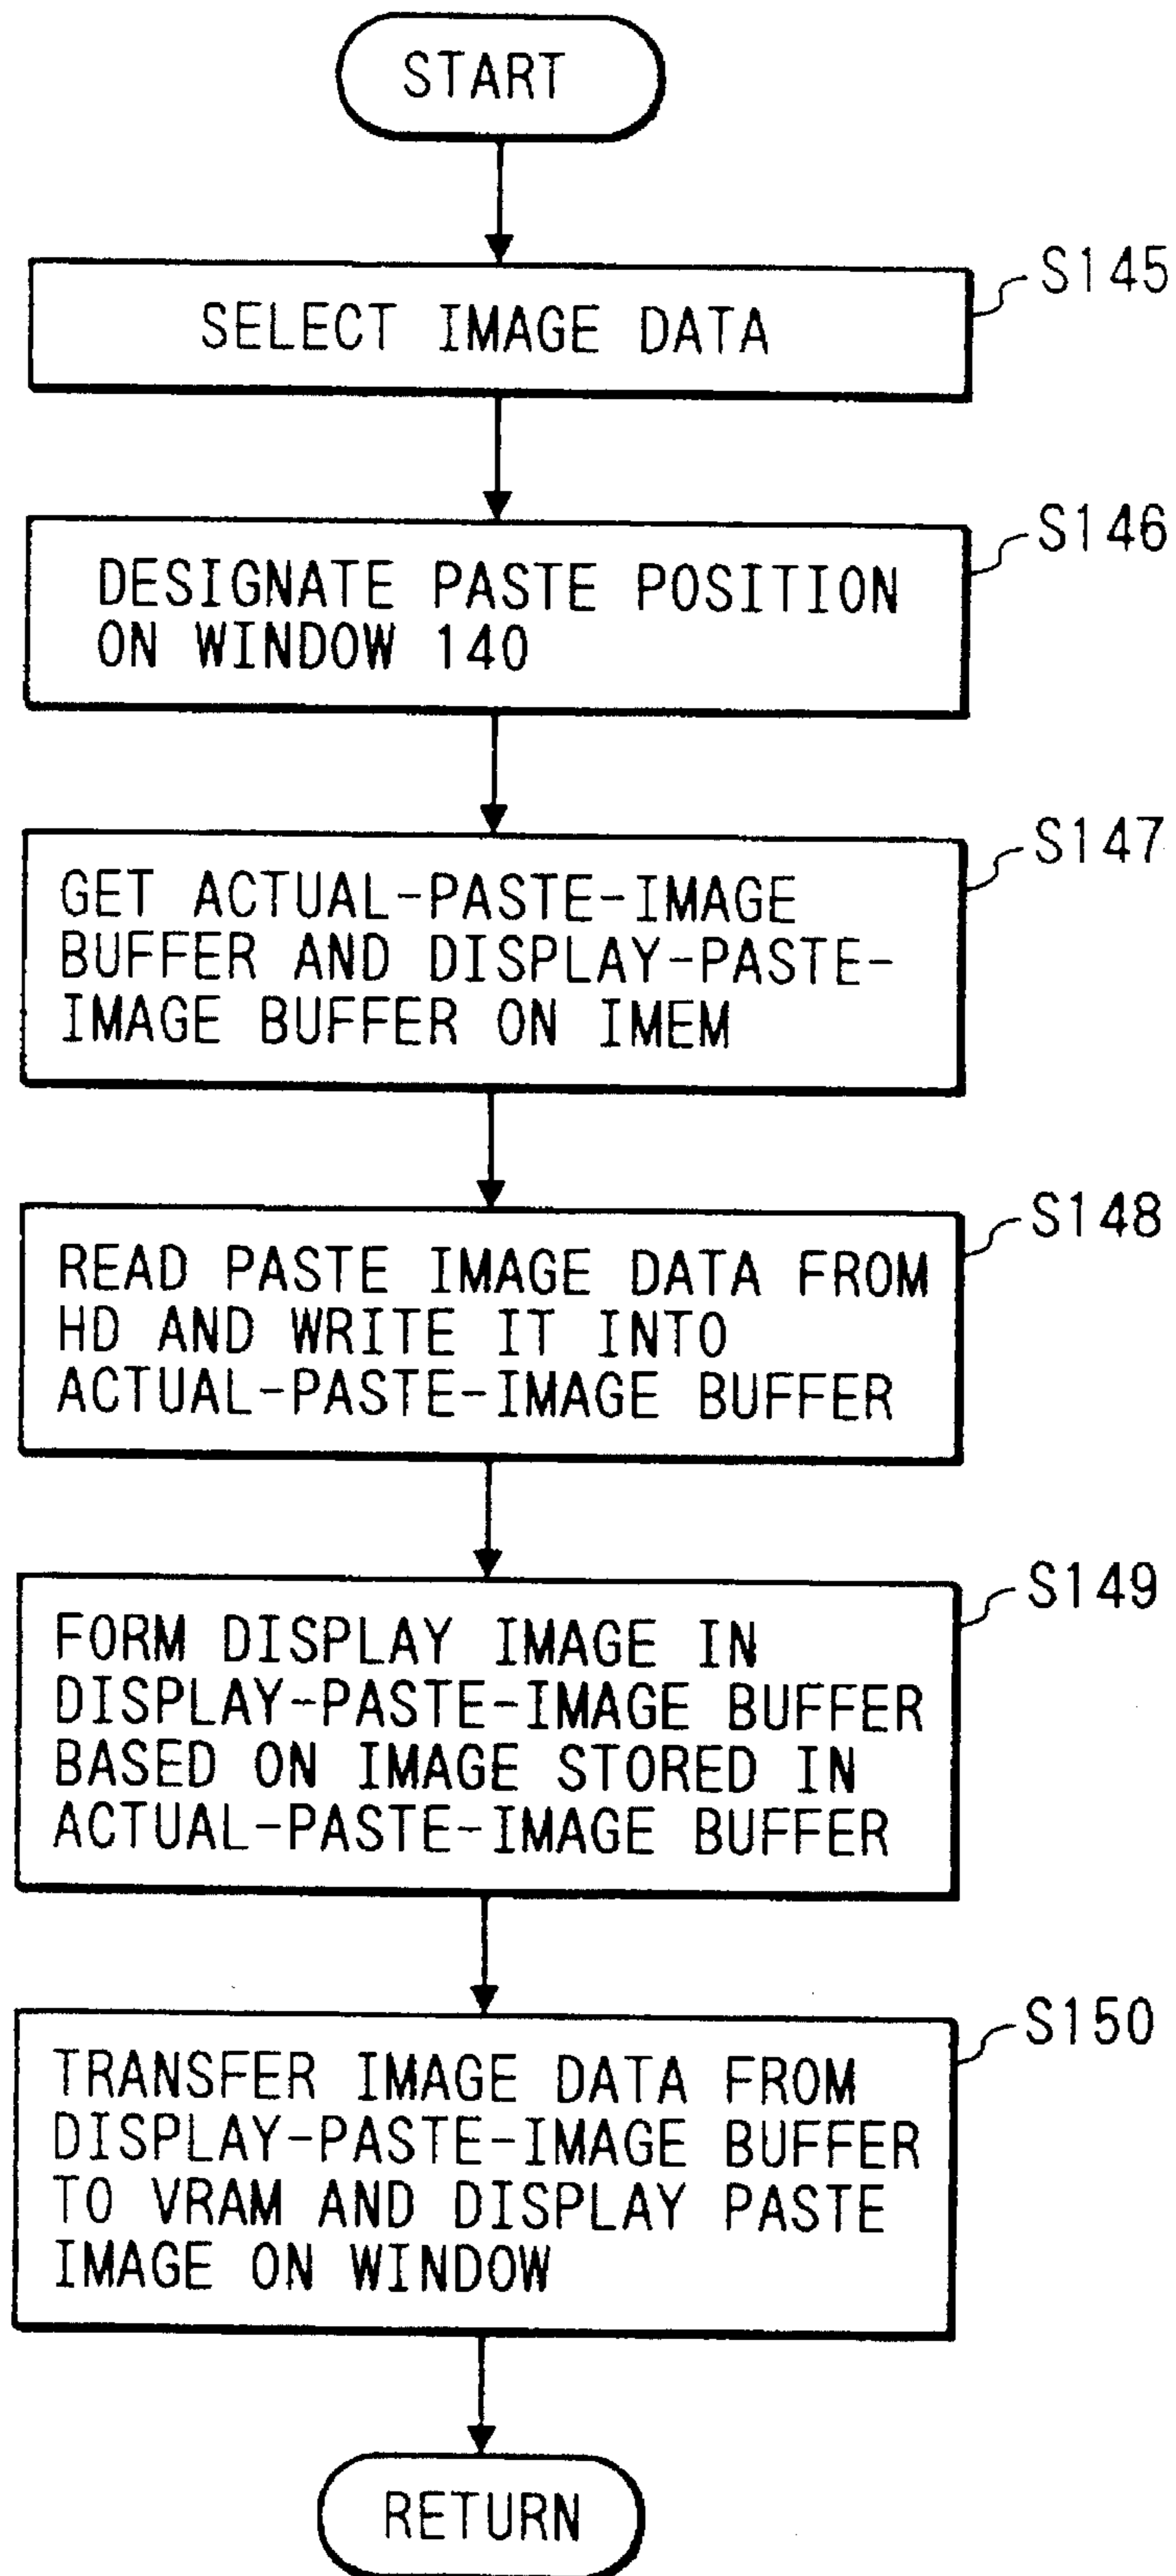 START
S145
SELECT IMAGE DATA
S146
DESIGNATE PASTE POSITION
ON WINDOW 140
S147
GET ACTUAL-PASTE-IMAGE
BUFFER AND DISPLAY-PASTE-
IMAGE BUFFER ON IMEM
S148
READ PASTE IMAGE DATA FROM
HD AND WRITE IT INTO
ACTUAL-PASTE-IMAGE BUFFER
S149
FORM DISPLAY IMAGE IN
DISPLAY-PASTE-IMAGE BUFFER
BASED ON IMAGE STORED IN
ACTUAL-PASTE-IMAGE BUFFER
S150
TRANSFER IMAGE DATA FROM
DISPLAY-PASTE-IMAGE BUFFER
TO VRAM AND DISPLAY PASTE
IMAGE ON WINDOW
RETURN